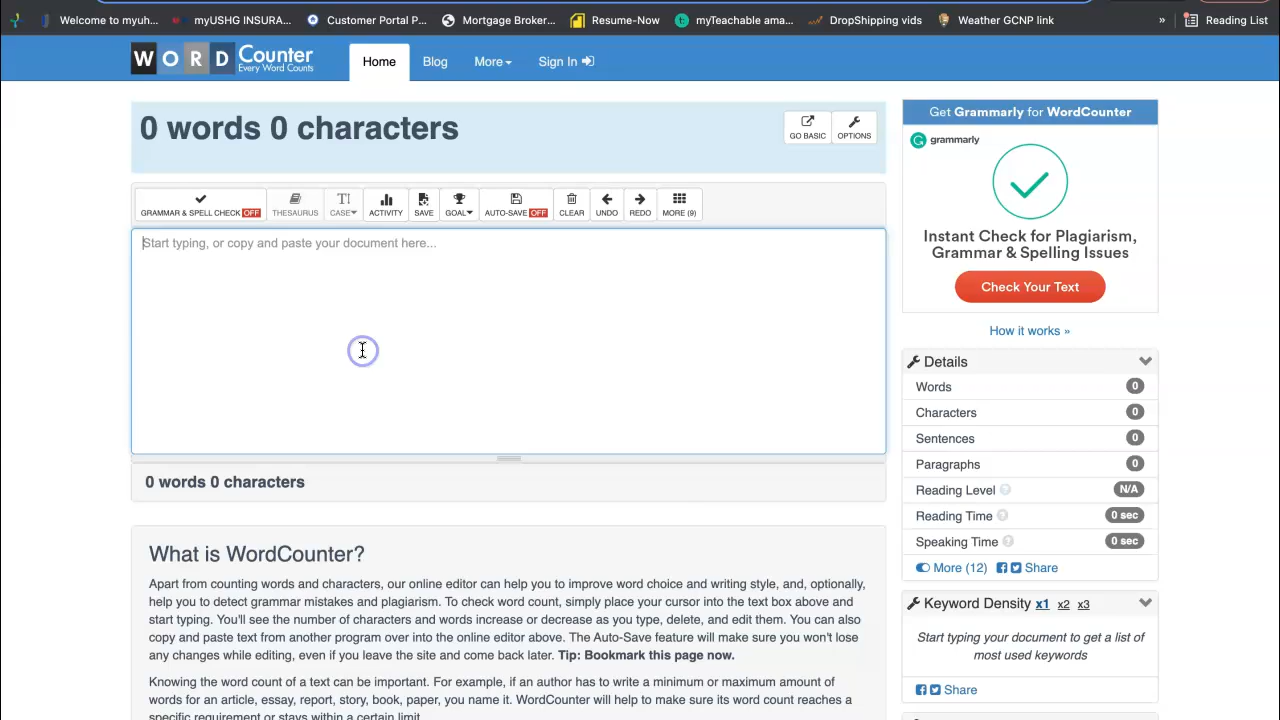 Welcome to myuh...
myUSHG INSURA...
Customer Portal P...
Mortgage Broker...
Resume-Now
myTeachable ama...
DropShipping vids
Weather GCNP link
»
Reading List
WORD Counter
Every Word Counts
Home
Blog
More
Sign In
0 words 0 characters
GO BASIC
OPTIONS
GRAMMAR & SPELL CHECK OFF
THESAURUS
CASE
ACTIVITY
SAVE
GOAL
AUTO-SAVE OFF
CLEAR
UNDO
REDO
MORE (9)
Start typing, or copy and paste your document here...
0 words 0 characters
What is WordCounter?
Apart from counting words and characters, our online editor can help you to improve word choice and writing style, and, optionally,
help you to detect grammar mistakes and plagiarism. To check word count, simply place your cursor into the text box above and
start typing. You'll see the number of characters and words increase or decrease as you type, delete, and edit them. You can also
copy and paste text from another program over into the online editor above. The Auto-Save feature will make sure you won't lose
any changes while editing, even if you leave the site and come back later. Tip: Bookmark this page now.
Knowing the word count of a text can be important. For example, if an author has to write a minimum or maximum amount of
words for an article, essay, report, story, book, paper, you name it. WordCounter will help to make sure its word count reaches a
specific requirement or stays within a certain limit.
Get Grammarly for WordCounter
grammarly
Instant Check for Plagiarism,
Grammar & Spelling Issues
Check Your Text
How it works »
Details
Words 0
Characters 0
Sentences 0
Paragraphs 0
Reading Level ? N/A
Reading Time ? 0 sec
Speaking Time ? 0 sec
More (12) Share
Keyword Density x1 x2 x3
Start typing your document to get a list of
most used keywords
Share